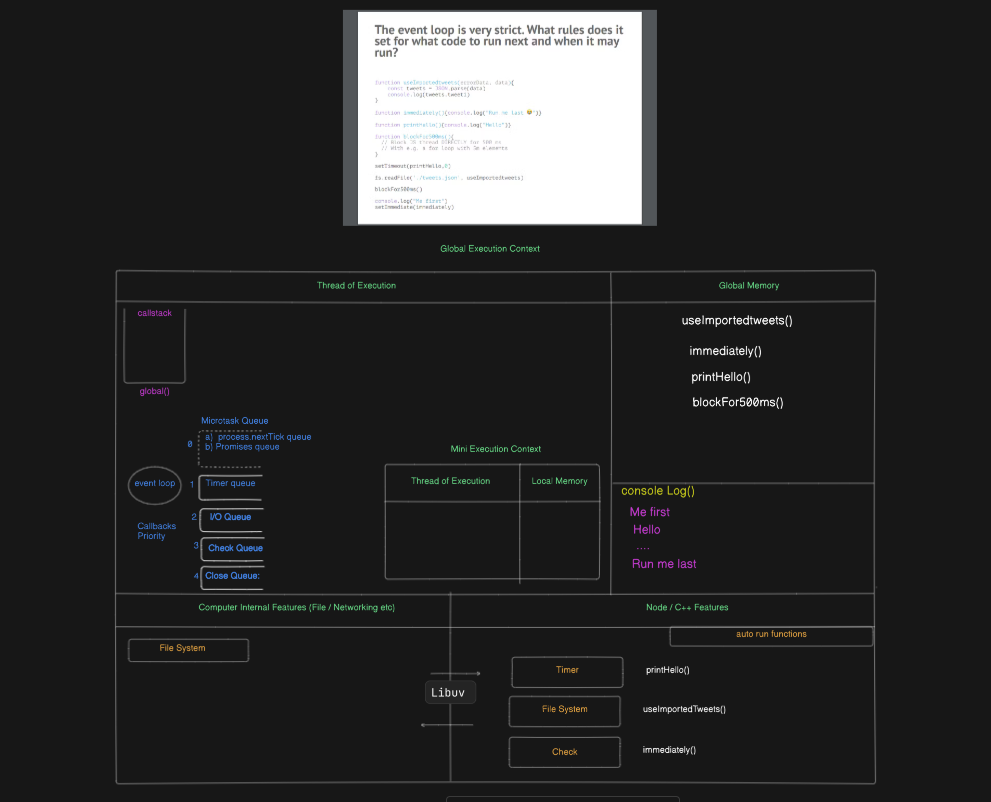 The event loop is very strict. What rules does it
set for what code to run next and when it may
run?
function useImportedtweets(errorData, data){
const tweets = JSON.parse(data)
console.log(tweets.tweet1)
}
function immediately(){console.log("Run me last 😁")}
function printHello(){console.log("Hello")}
function blockFor500ms(){
// Block JS thread DIRECTLY for 500 ms
// With e.g. a for loop with 5m elements
}
setTimeout(printHello,0)
fs.readFile('./tweets.json', useImportedtweets)
blockFor500ms()
console.log("Me first")
setImmediate(immediately)
Global Execution Context
Thread of Execution
Global Memory
callstack
global()
useImportedtweets()
immediately()
printHello()
blockFor500ms()
Microtask Queue
0
a) process.nextTick queue
b) Promises queue
event loop
1 Timer queue
2 I/O Queue
Callbacks
Priority
3 Check Queue
4 Close Queue:
Mini Execution Context
Thread of Execution
Local Memory
console Log()
Me first
Hello
....
Run me last
Computer Internal Features (File / Networking etc)
Node / C++ Features
File System
auto run functions
Libuv
Timer
printHello()
File System
useImportedTweets()
Check
immediately()